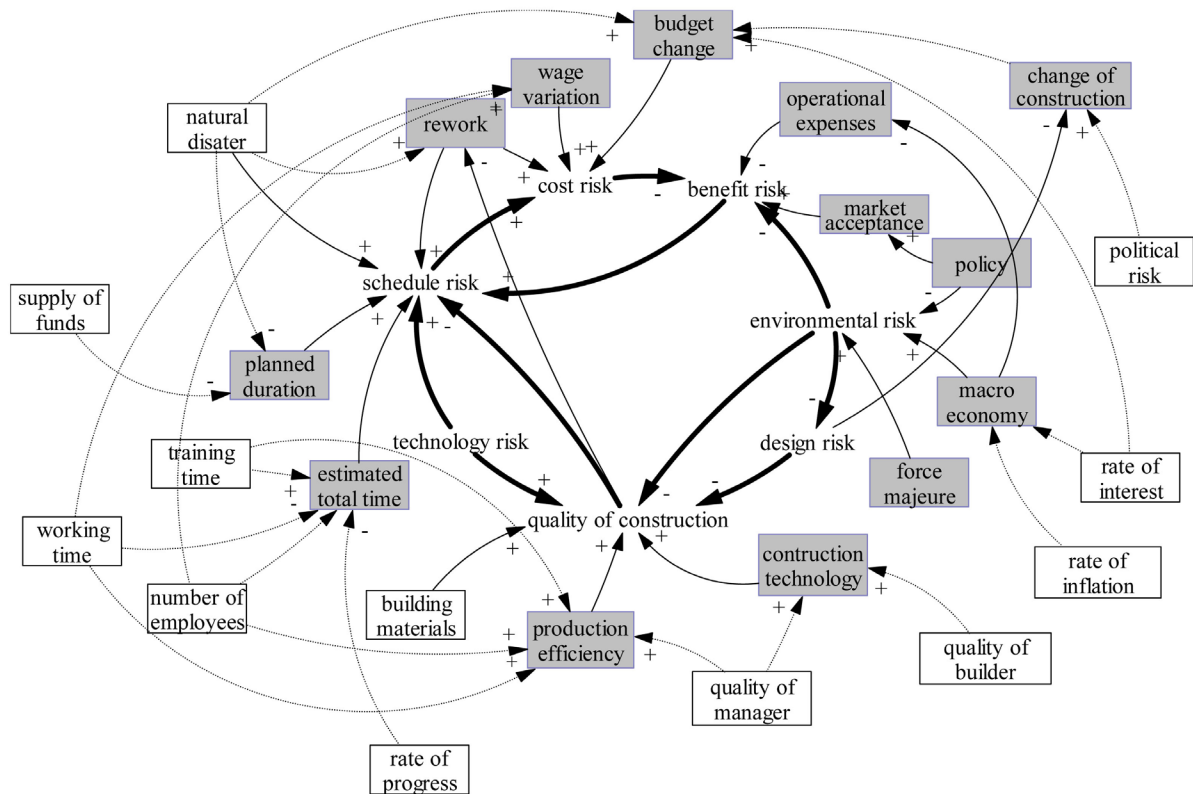 budget
change
wage
variation
change of
construction
operational
expenses
natural
disater
rework
cost risk
benefit risk
market
acceptance
political
risk
policy
schedule risk
supply of
funds
environmental risk
planned
duration
macro
economy
technology risk
design risk
training
time
estimated
total time
force
majeure
rate of
interest
quality of construction
working
time
contruction
technology
rate of
inflation
number of
employees
building
materials
production
efficiency
quality of
builder
quality of
manager
rate of
progress